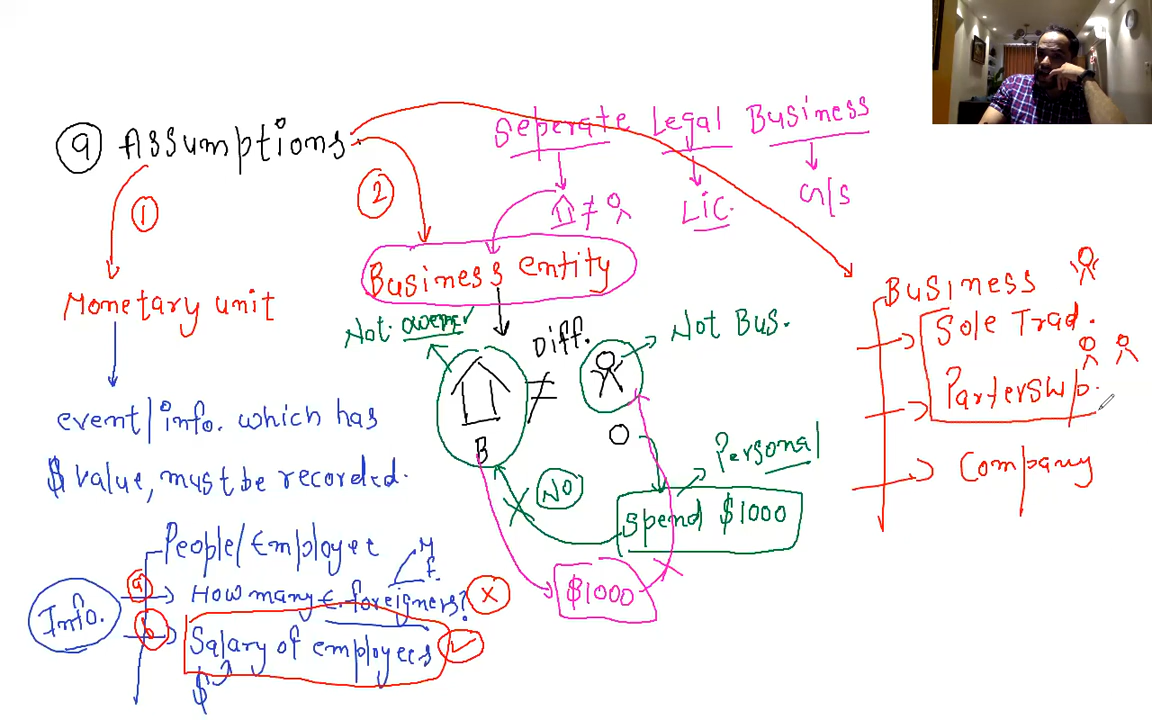 9 Assumptions
Seperate Legal Business
1
2
≠
LiC.
Business entity
Monetary unit
Not owner
Diff.
Not Bus.
Business
Sole Trad.
Partership.
Company
event/info. which has
$ value, must be recorded.
≠
B
O
Personal
Spend $1000
NO
$1000
People/Employee
M
F.
Info.
a
How many E. foreigners? X
b
Salary of employees
$